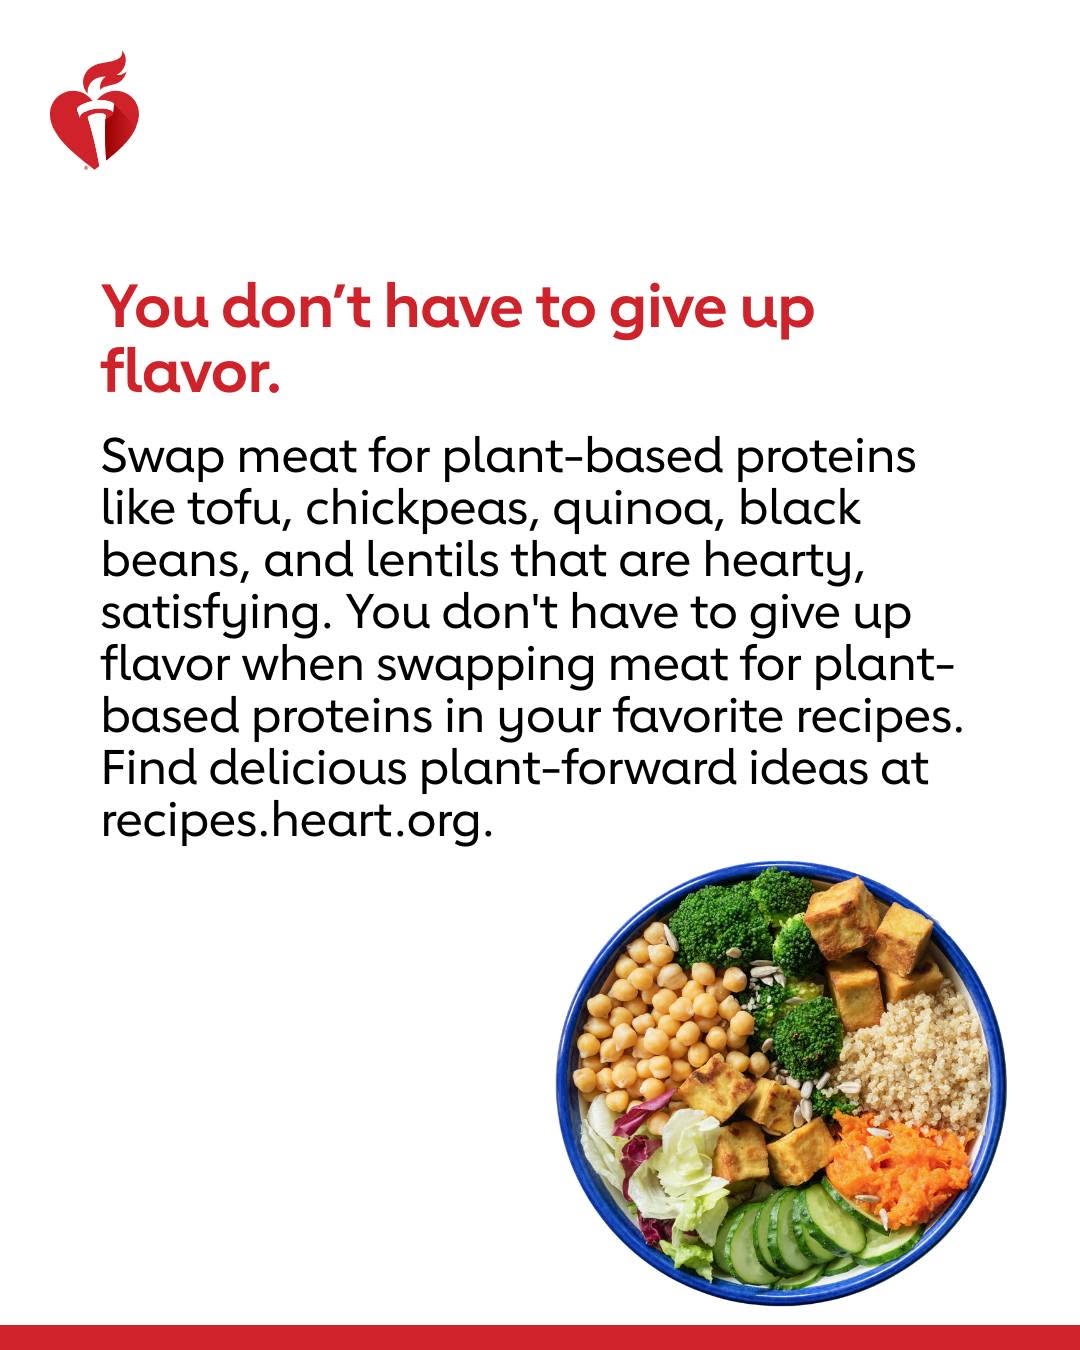 You don’t have to give up
flavor.
Swap meat for plant-based proteins
like tofu, chickpeas, quinoa, black
beans, and lentils that are hearty,
satisfying. You don't have to give up
flavor when swapping meat for plant-
based proteins in your favorite recipes.
Find delicious plant-forward ideas at
recipes.heart.org.